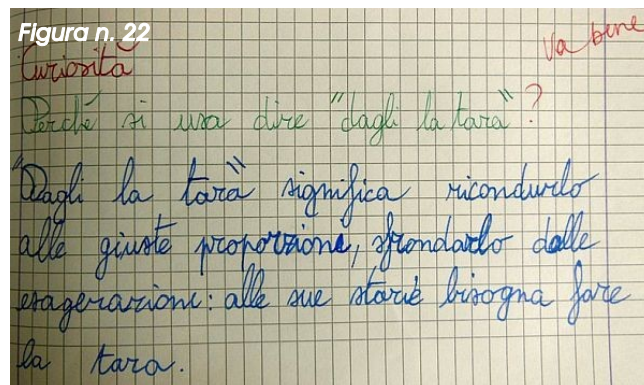 Figura n. 22
va bene
Curiosità
Perché si usa dire "dagli la tara"?
"Dagli la tara" significa ricondurlo
alle giuste proporzioni, sfrondarlo dalle
esagerazioni: alle sue storie bisogna fare
la tara.